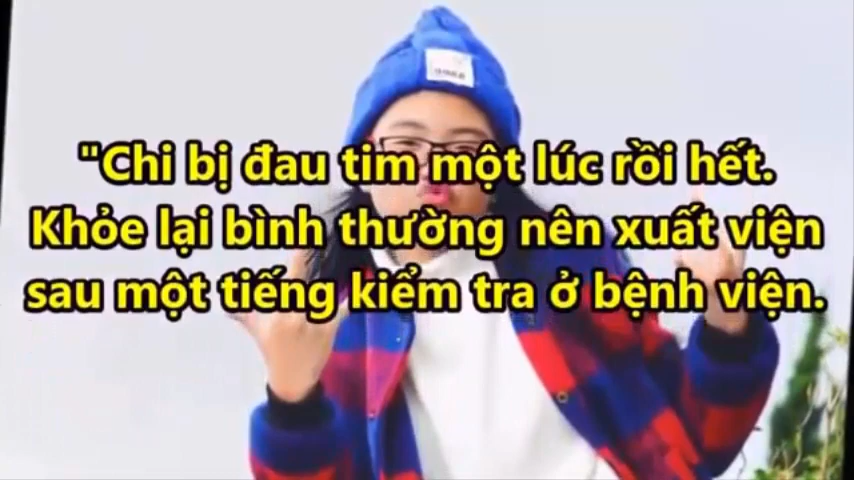 "Chi bị đau tim một lúc rồi hết.
Khỏe lại bình thường nên xuất viện
sau một tiếng kiểm tra ở bệnh viện.